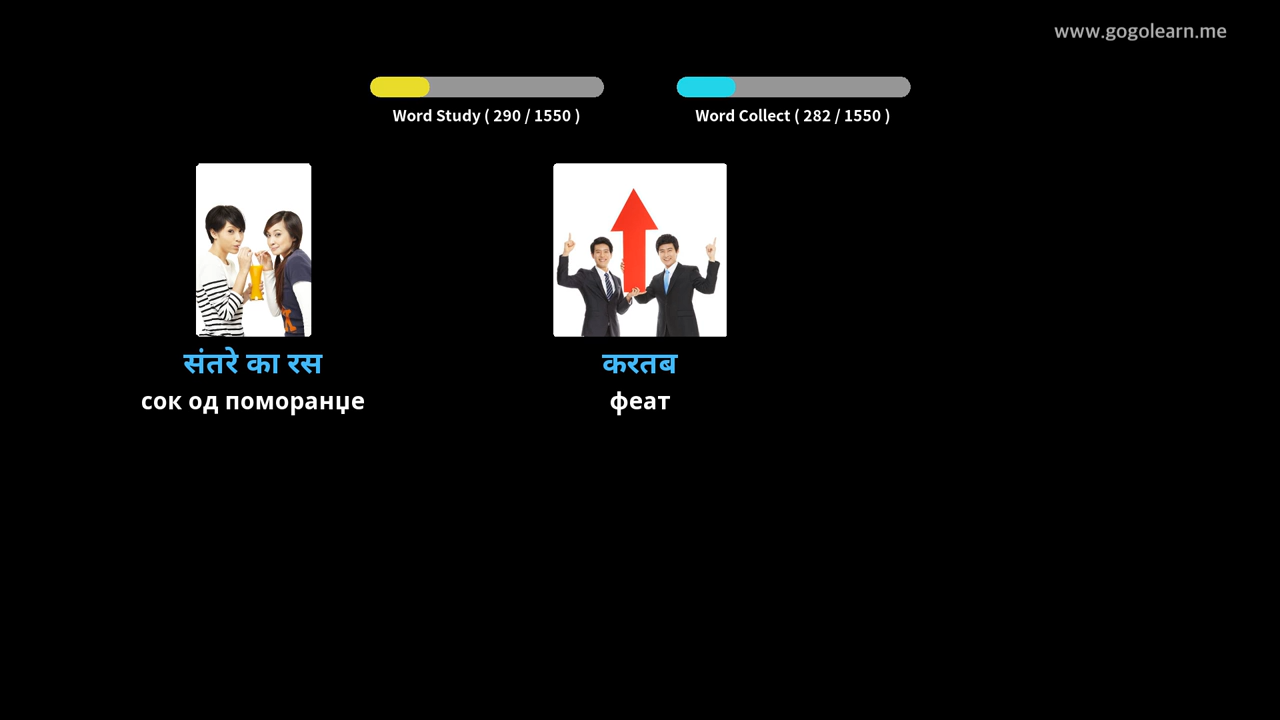 www.gogolearn.me
Word Study ( 290 / 1550 )
Word Collect ( 282 / 1550 )
संतरे का रस
करतब
сок од поморанџе
феат